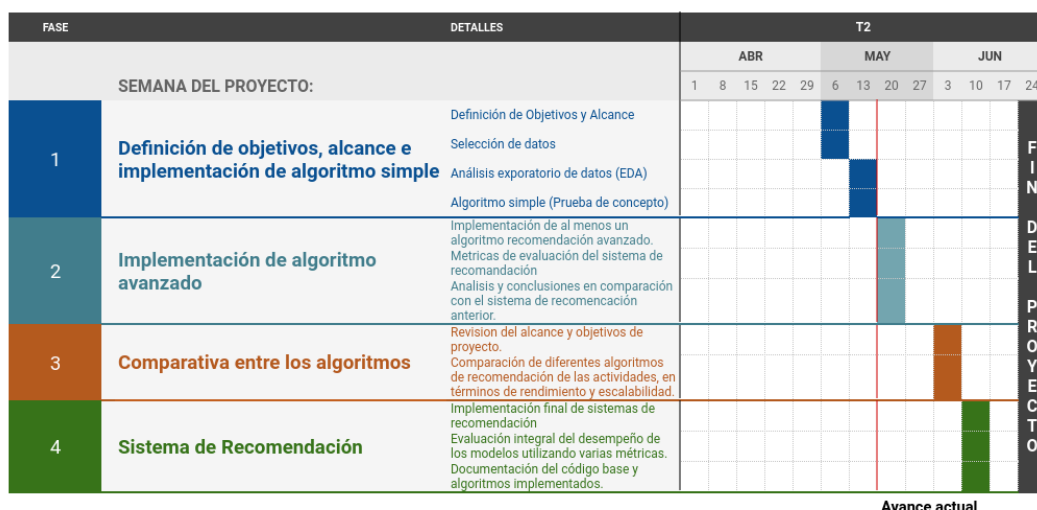 FASE DETALLES T2
ABR MAY JUN
SEMANA DEL PROYECTO: 1 8 15 22 29 6 13 20 27 3 10 17 24
1
Definición de objetivos, alcance e
implementación de algoritmo simple
Definición de Objetivos y Alcance
Selección de datos
Análisis exporatorio de datos (EDA)
Algoritmo simple (Prueba de concepto)
2
Implementación de algoritmo
avanzado
Implementación de al menos un
algoritmo recomendación avanzado.
Metricas de evaluación del sistema de
recomandación
Analisis y conclusiones en comparación
con el sistema de recomencación
anterior.
3
Comparativa entre los algoritmos
Revision del alcance y objetivos de
proyecto.
Comparación de diferentes algoritmos
de recomendación de las actividades, en
términos de rendimiento y escalabilidad.
4
Sistema de Recomendación
Implementación final de sistemas de
recomendación
Evaluación integral del desempeño de
los modelos utilizando varias métricas.
Documentación del código base y
algoritmos implementados.
FIN DEL PROYECTO
Avance actual